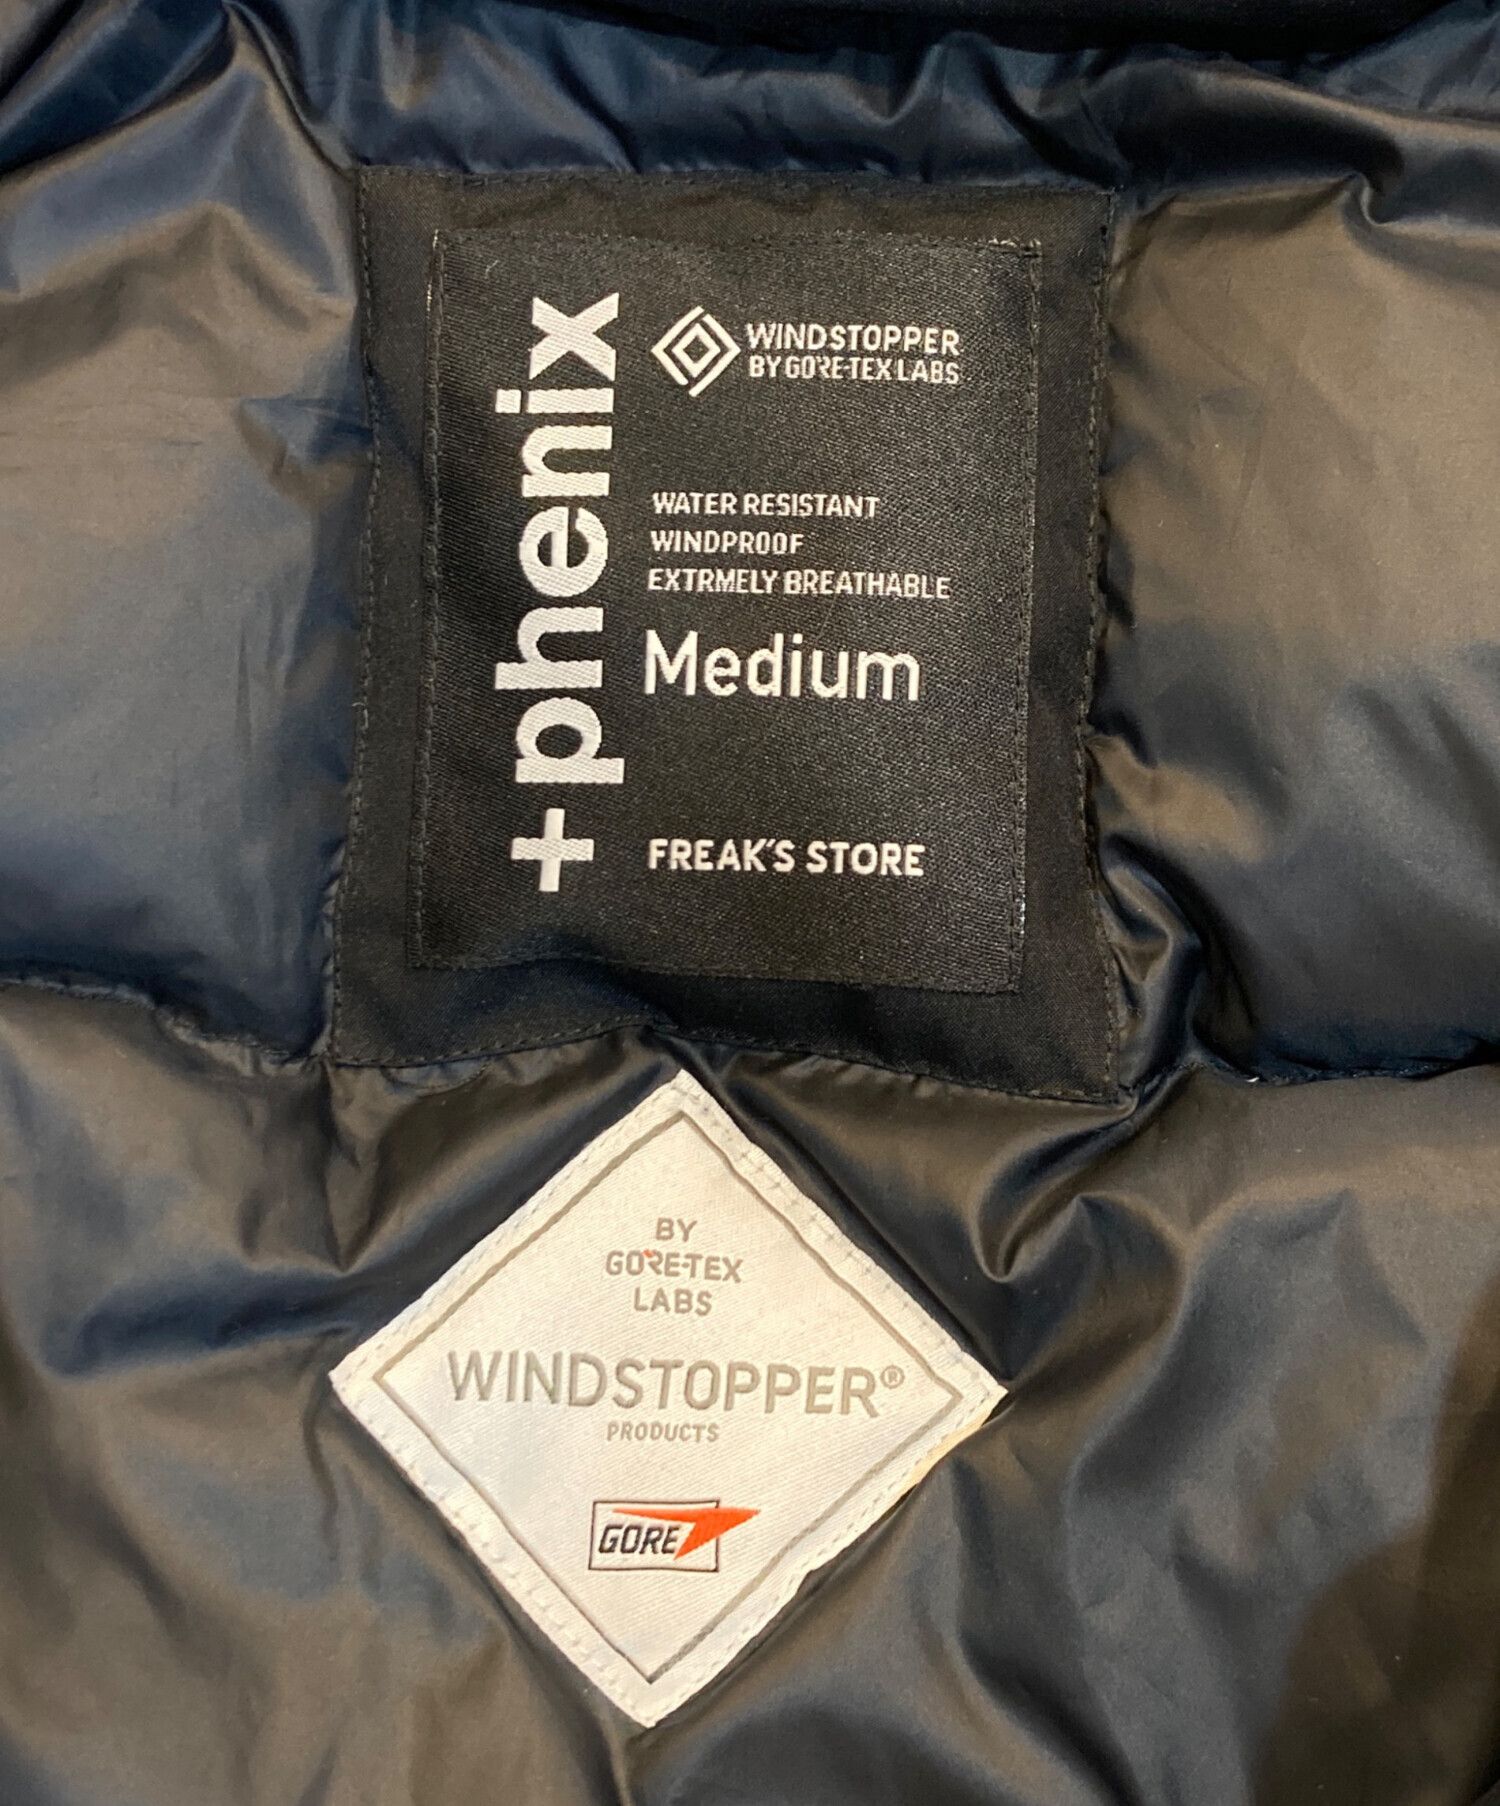 +phenix
WINDSTOPPER
BY GORE-TEX LABS
WATER RESISTANT
WINDPROOF
EXTRMELY BREATHABLE
Medium
FREAK'S STORE
BY
GORE-TEX
LABS
WINDSTOPPER®
PRODUCTS
GORE